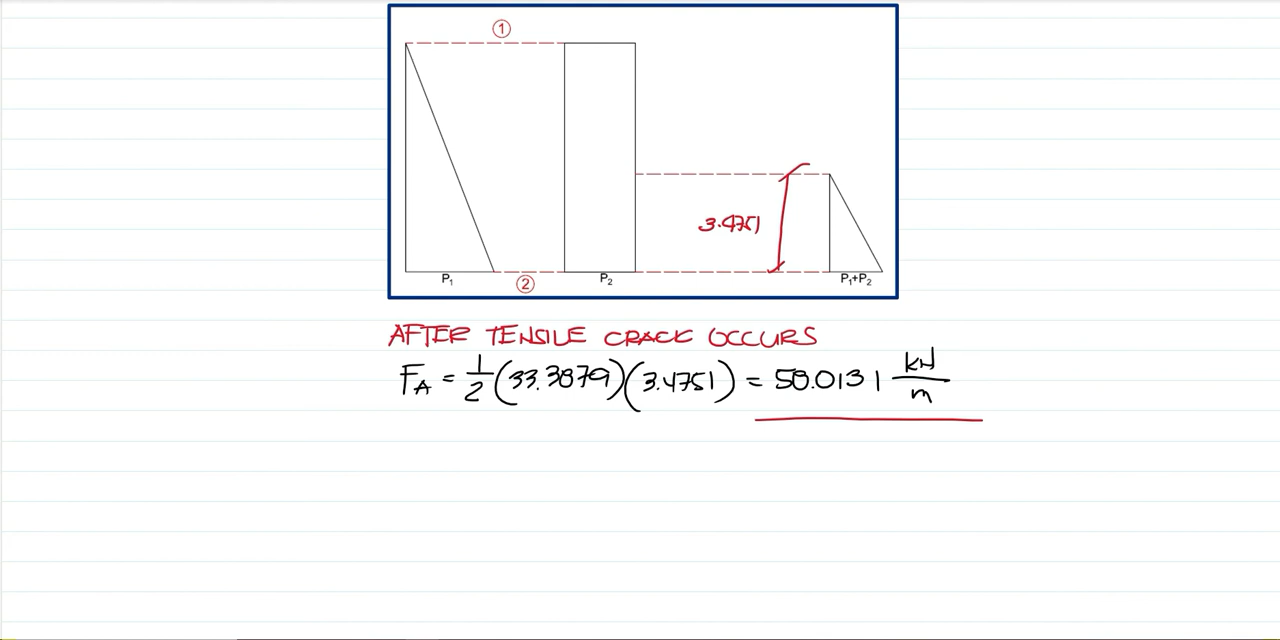 ①
3.4751
P₁
②
P₂
P₁+P₂
AFTER TENSILE CRACK OCCURS
F_A = 1/2 (33.3879)(3.4751) = 58.0131 kN/m